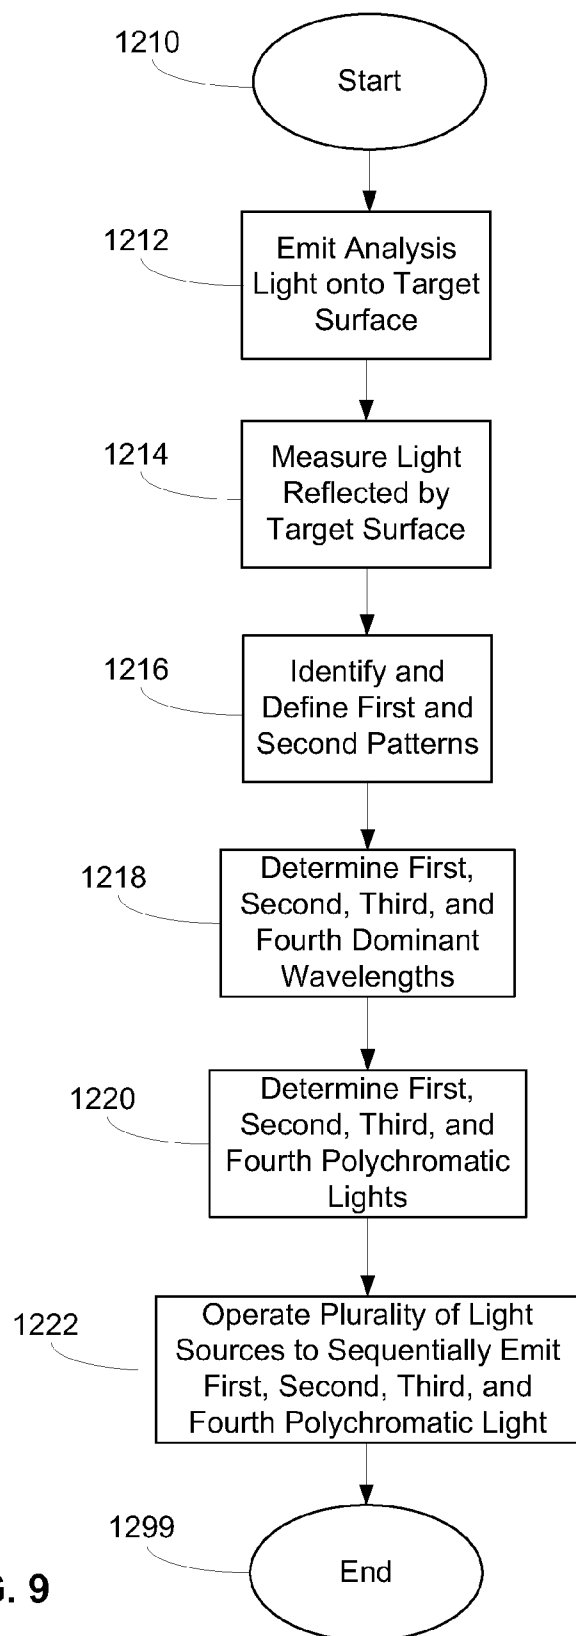 1210
Start
1212
Emit Analysis
Light onto Target
Surface
1214
Measure Light
Reflected by
Target Surface
1216
Identify and
Define First and
Second Patterns
1218
Determine First,
Second, Third, and
Fourth Dominant
Wavelengths
1220
Determine First,
Second, Third, and
Fourth Polychromatic
Lights
1222
Operate Plurality of Light
Sources to Sequentially Emit
First, Second, Third, and
Fourth Polychromatic Light
1299
End
9